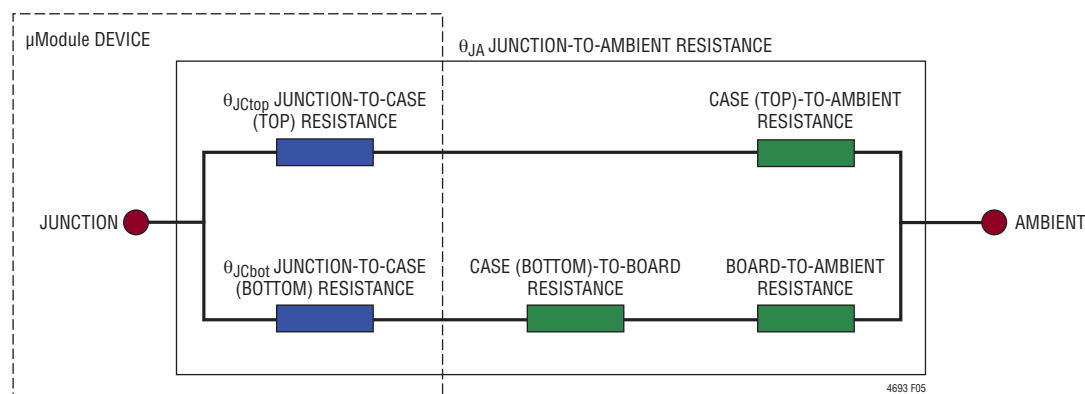 µModule DEVICE
θJA JUNCTION-TO-AMBIENT RESISTANCE
θJCtop JUNCTION-TO-CASE
(TOP) RESISTANCE
CASE (TOP)-TO-AMBIENT
RESISTANCE
JUNCTION
AMBIENT
θJCbot JUNCTION-TO-CASE
(BOTTOM) RESISTANCE
CASE (BOTTOM)-TO-BOARD
RESISTANCE
BOARD-TO-AMBIENT
RESISTANCE
4693 F05